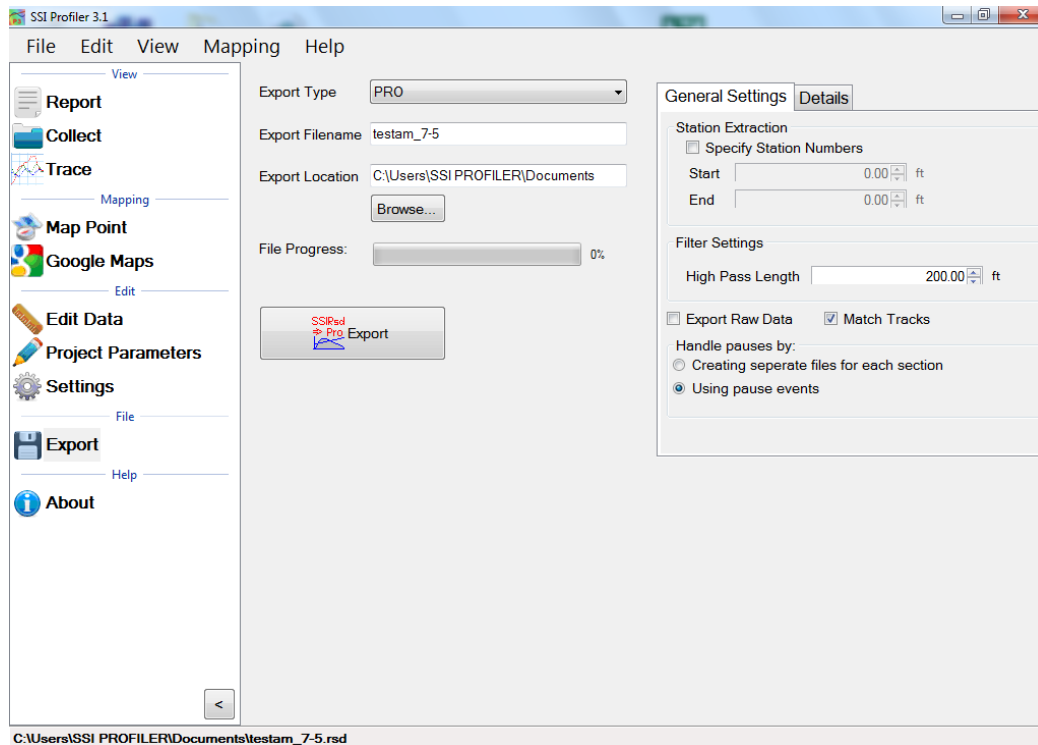 SSI Profiler 3.1
File Edit View Mapping Help
View
Report
Collect
Trace
Mapping
Map Point
Google Maps
Edit
Edit Data
Project Parameters
Settings
File
Export
Help
About
<
Export Type PRO
Export Filename testam_7-5
Export Location C:\Users\SSI PROFILER\Documents
Browse...
File Progress: 0%
SSIRsd
=> Pro Export
General Settings Details
Station Extraction
Specify Station Numbers
Start 0.00 ft
End 0.00 ft
Filter Settings
High Pass Length 200.00 ft
Export Raw Data Match Tracks
Handle pauses by:
Creating seperate files for each section
Using pause events
C:\Users\SSI PROFILER\Documents\testam_7-5.rsd